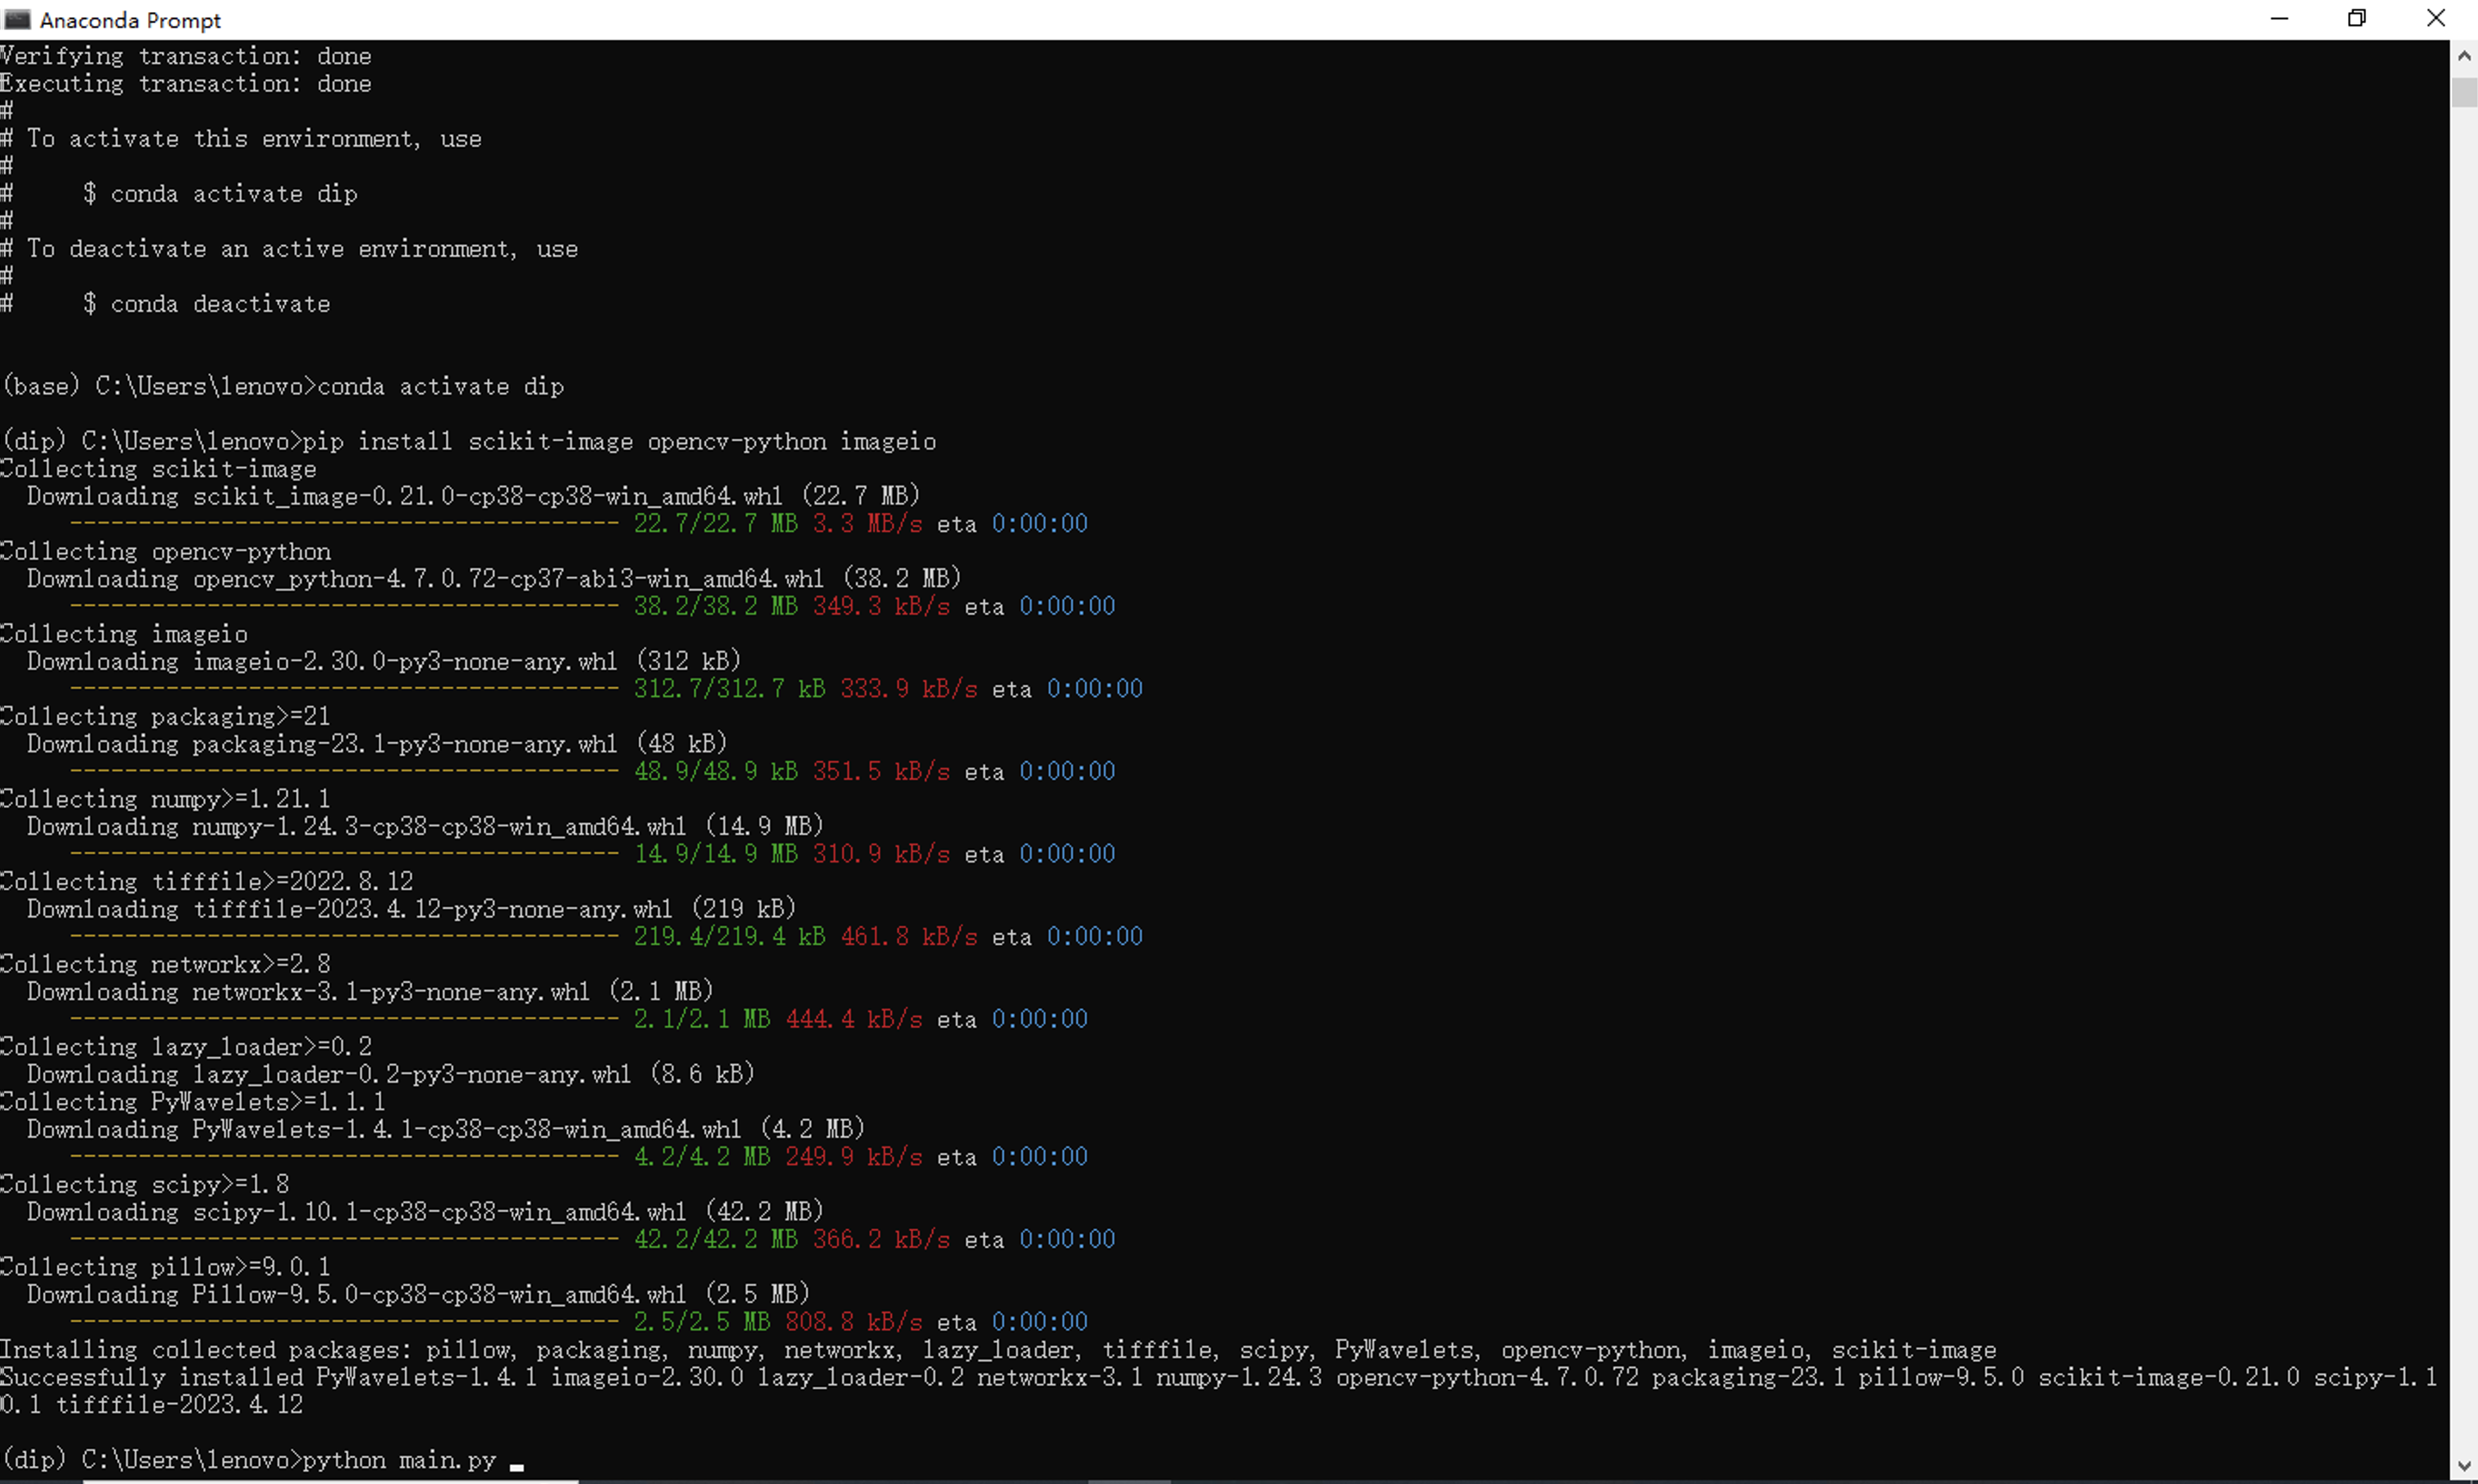 Anaconda Prompt
Verifying transaction: done
Executing transaction: done
#
# To activate this environment, use
#
#     $ conda activate dip
#
# To deactivate an active environment, use
#
#     $ conda deactivate
(base) C:\Users\lenovo>conda activate dip
(dip) C:\Users\lenovo>pip install scikit-image opencv-python imageio
Collecting scikit-image
  Downloading scikit_image-0.21.0-cp38-cp38-win_amd64.whl (22.7 MB)
     ---------------------------------------- 22.7/22.7 MB 3.3 MB/s eta 0:00:00
Collecting opencv-python
  Downloading opencv_python-4.7.0.72-cp37-abi3-win_amd64.whl (38.2 MB)
     ---------------------------------------- 38.2/38.2 MB 349.3 kB/s eta 0:00:00
Collecting imageio
  Downloading imageio-2.30.0-py3-none-any.whl (312 kB)
     ---------------------------------------- 312.7/312.7 kB 333.9 kB/s eta 0:00:00
Collecting packaging>=21
  Downloading packaging-23.1-py3-none-any.whl (48 kB)
     ---------------------------------------- 48.9/48.9 kB 351.5 kB/s eta 0:00:00
Collecting numpy>=1.21.1
  Downloading numpy-1.24.3-cp38-cp38-win_amd64.whl (14.9 MB)
     ---------------------------------------- 14.9/14.9 MB 310.9 kB/s eta 0:00:00
Collecting tifffile>=2022.8.12
  Downloading tifffile-2023.4.12-py3-none-any.whl (219 kB)
     ---------------------------------------- 219.4/219.4 kB 461.8 kB/s eta 0:00:00
Collecting networkx>=2.8
  Downloading networkx-3.1-py3-none-any.whl (2.1 MB)
     ---------------------------------------- 2.1/2.1 MB 444.4 kB/s eta 0:00:00
Collecting lazy_loader>=0.2
  Downloading lazy_loader-0.2-py3-none-any.whl (8.6 kB)
Collecting PyWavelets>=1.1.1
  Downloading PyWavelets-1.4.1-cp38-cp38-win_amd64.whl (4.2 MB)
     ---------------------------------------- 4.2/4.2 MB 249.9 kB/s eta 0:00:00
Collecting scipy>=1.8
  Downloading scipy-1.10.1-cp38-cp38-win_amd64.whl (42.2 MB)
     ---------------------------------------- 42.2/42.2 MB 366.2 kB/s eta 0:00:00
Collecting pillow>=9.0.1
  Downloading Pillow-9.5.0-cp38-cp38-win_amd64.whl (2.5 MB)
     ---------------------------------------- 2.5/2.5 MB 808.8 kB/s eta 0:00:00
Installing collected packages: pillow, packaging, numpy, networkx, lazy_loader, tifffile, scipy, PyWavelets, opencv-python, imageio, scikit-image
Successfully installed PyWavelets-1.4.1 imageio-2.30.0 lazy_loader-0.2 networkx-3.1 numpy-1.24.3 opencv-python-4.7.0.72 packaging-23.1 pillow-9.5.0 scikit-image-0.21.0 scipy-1.1
0.1 tifffile-2023.4.12
(dip) C:\Users\lenovo>python main.py